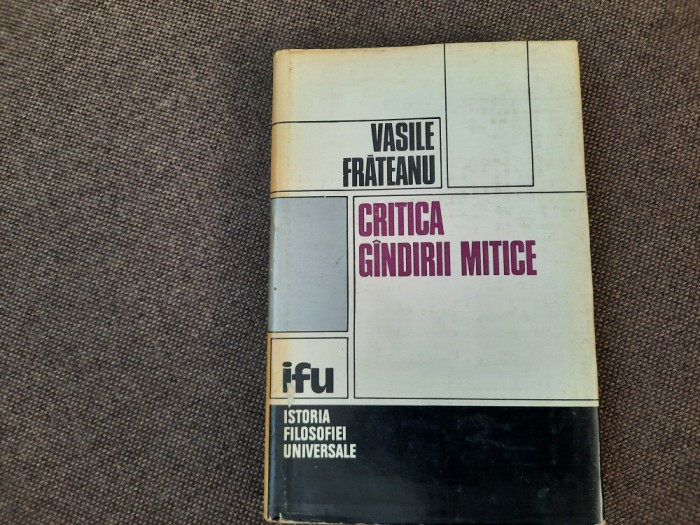 VASILE
FRĂTEANU
CRITICA
GÎNDIRII MITICE
ifu
ISTORIA
FILOSOFIEI
UNIVERSALE